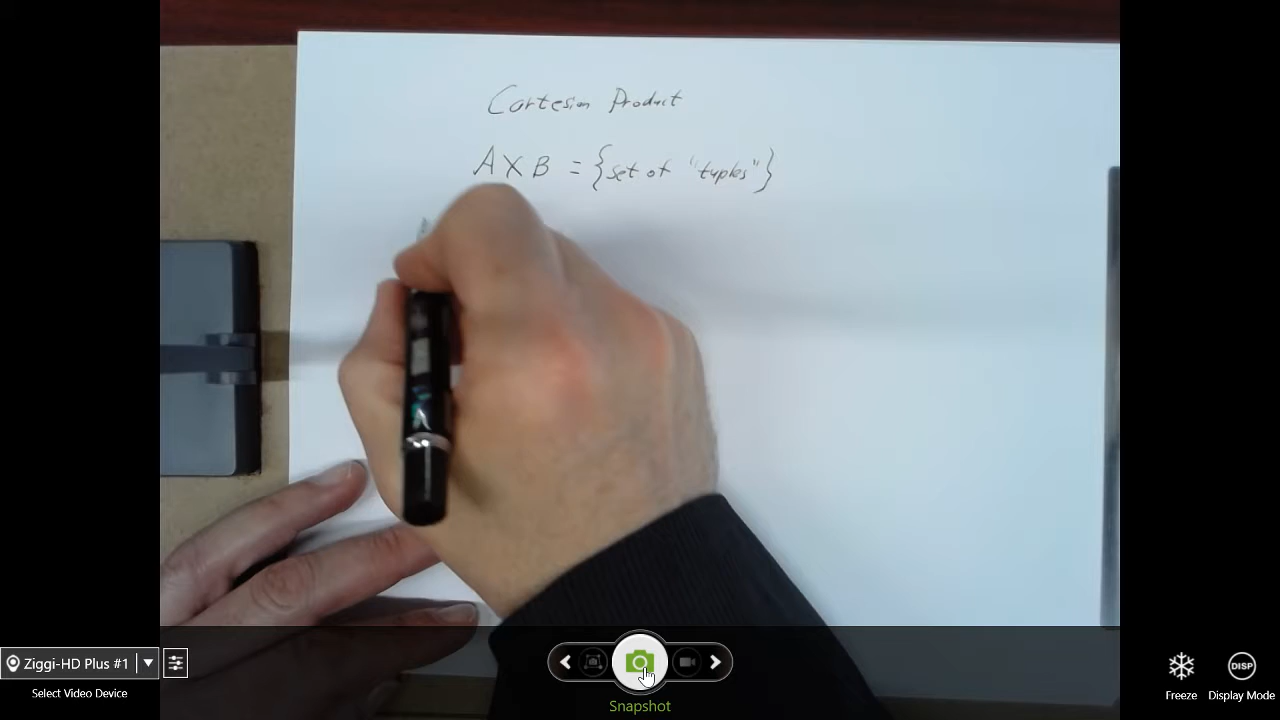 Cartesian Product
A X B = {set of "tuples"}
Ziggi-HD Plus #1
Select Video Device
Snapshot
Freeze
DISP
Display Mode